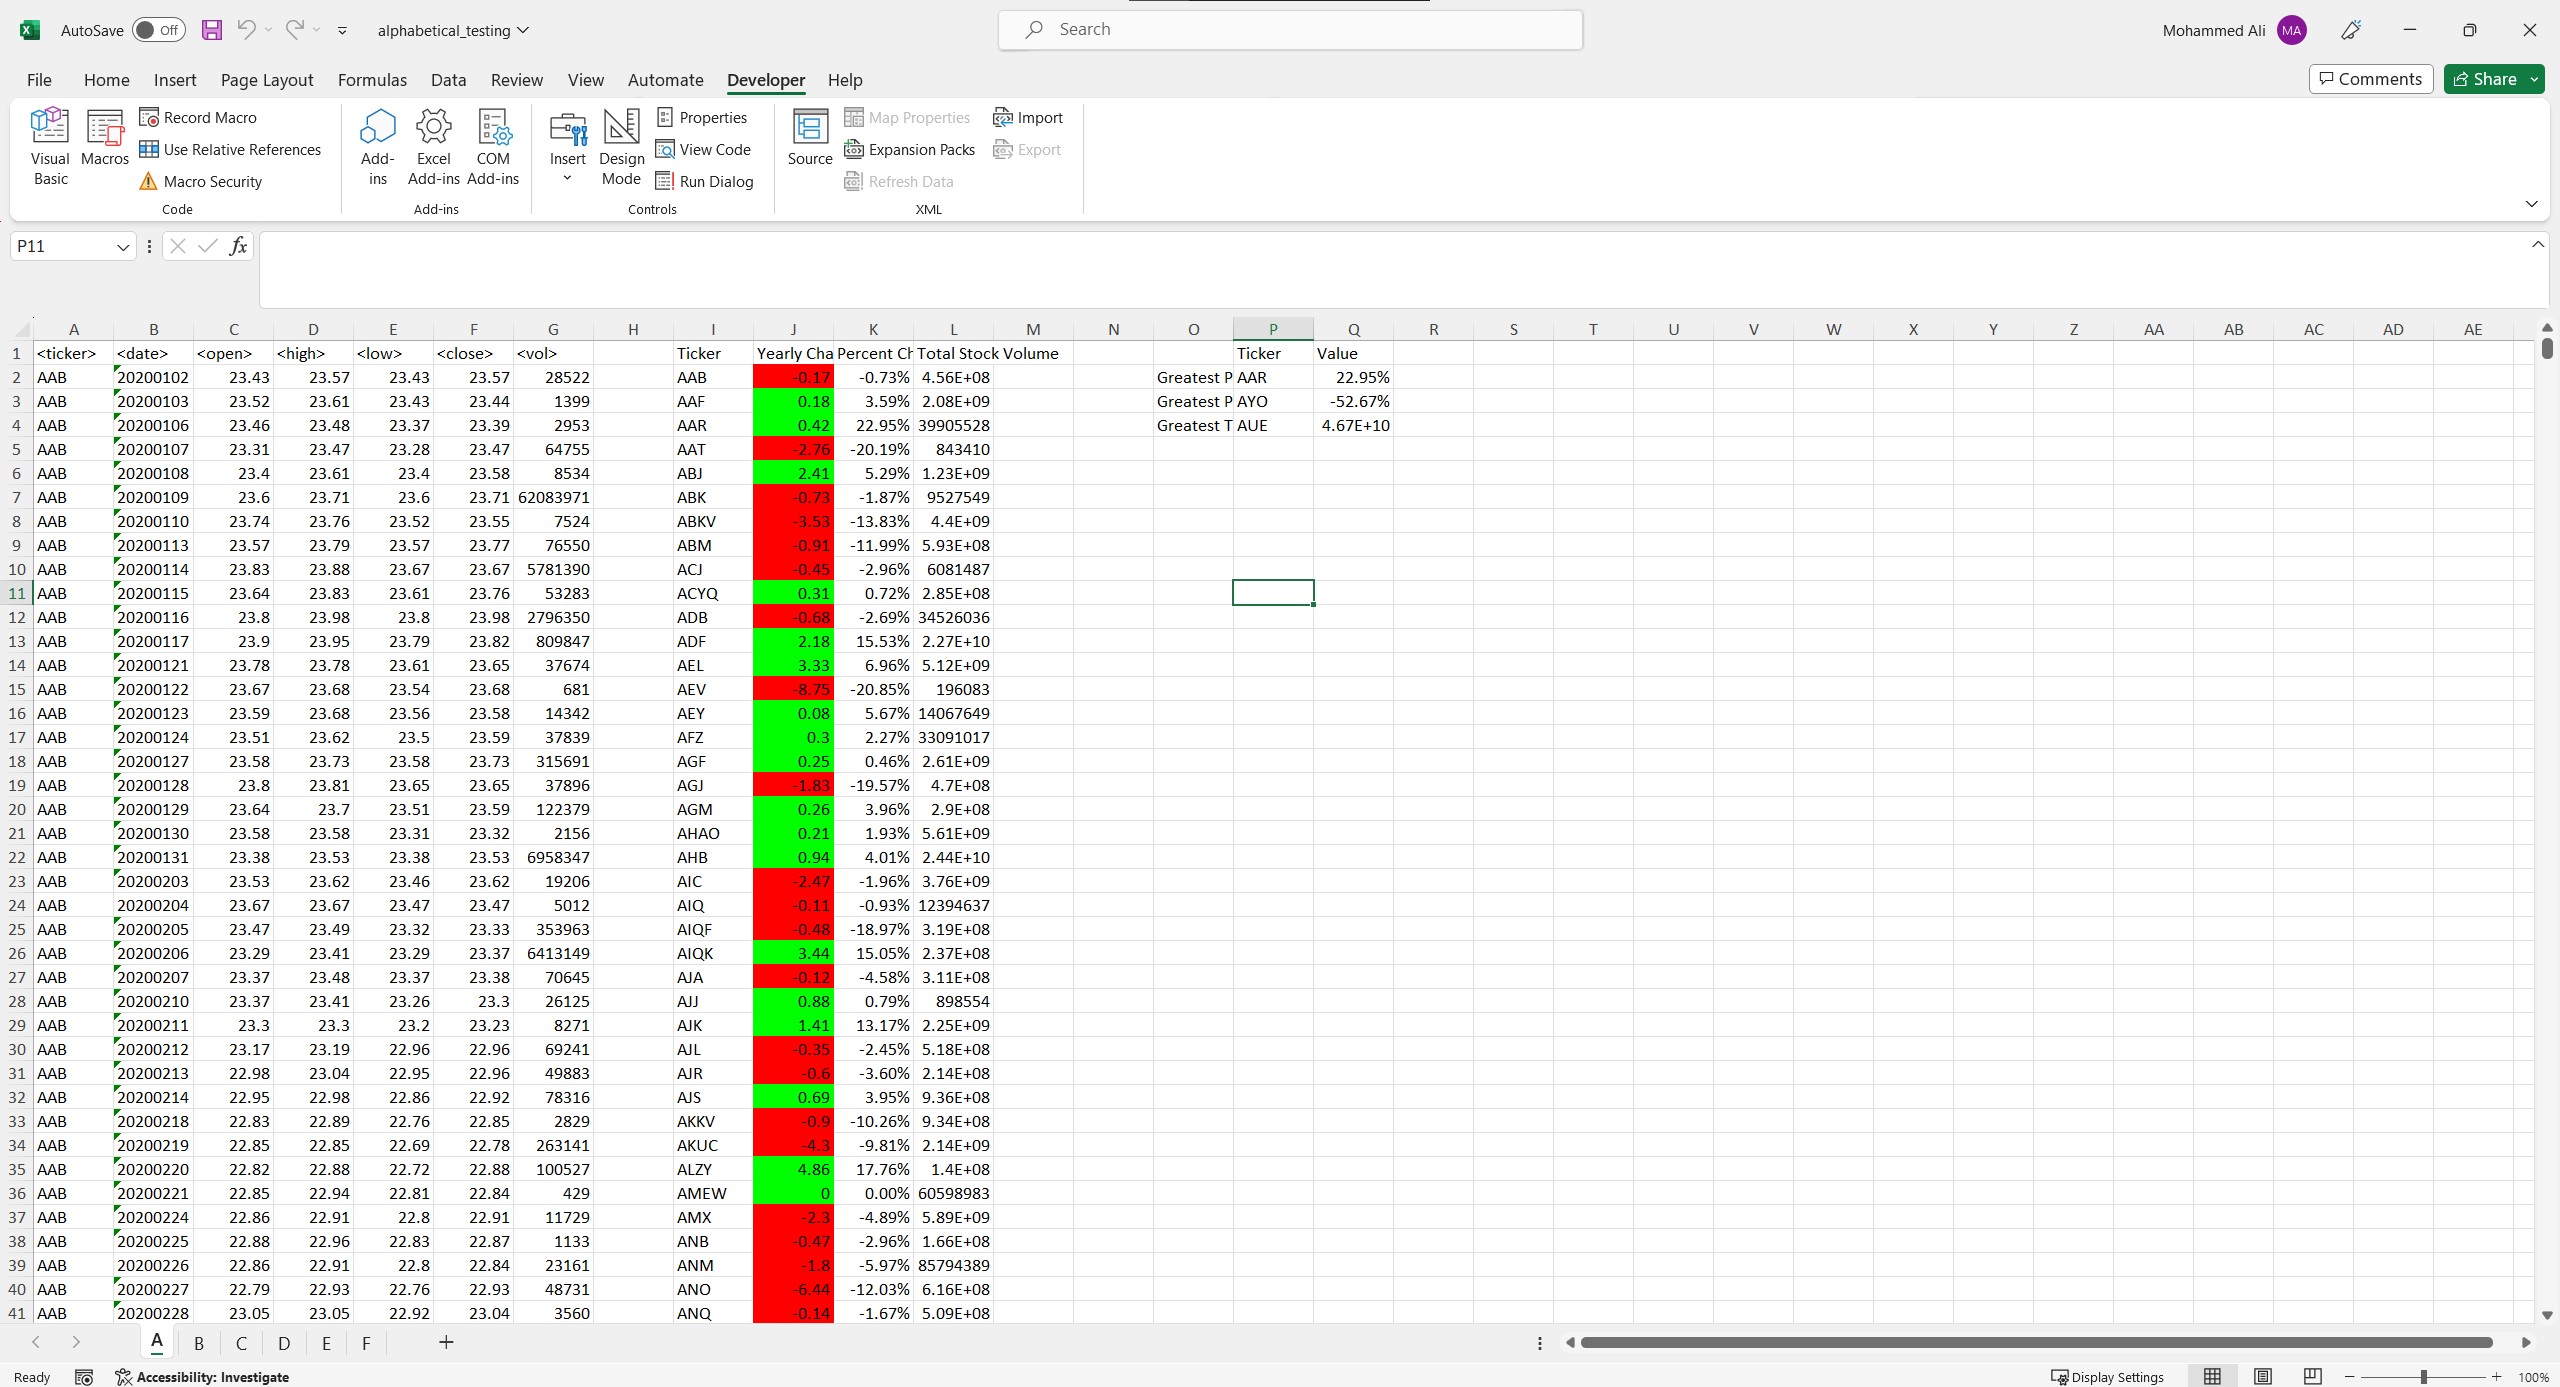 AutoSave Off alphabetical_testing Search Mohammed Ali MA
File Home Insert Page Layout Formulas Data Review View Automate Developer Help Comments Share
Visual Basic Macros Record Macro Use Relative References Macro Security Code
Add-ins Excel Add-ins COM Add-ins Add-ins
Insert Design Mode Properties View Code Run Dialog Controls
Source Map Properties Expansion Packs Refresh Data Import Export XML
P11 fx
A B C D E F G H I J K L M N O P Q R S T U V W X Y Z AA AB AC AD AE
1 <ticker> <date> <open> <high> <low> <close> <vol> Ticker Yearly Cha Percent Ch Total Stock Volume Ticker Value
2 AAB 20200102 23.43 23.57 23.43 23.57 28522 AAB -0.17 -0.73% 4.56E+08 Greatest P AAR 22.95%
3 AAB 20200103 23.52 23.61 23.43 23.44 1399 AAF 0.18 3.59% 2.08E+09 Greatest P AYO -52.67%
4 AAB 20200106 23.46 23.48 23.37 23.39 2953 AAR 0.42 22.95% 39905528 Greatest T AUE 4.67E+10
5 AAB 20200107 23.31 23.47 23.28 23.47 64755 AAT -2.76 -20.19% 843410
6 AAB 20200108 23.4 23.61 23.4 23.58 8534 ABJ 2.41 5.29% 1.23E+09
7 AAB 20200109 23.6 23.71 23.6 23.71 62083971 ABK -0.73 -1.87% 9527549
8 AAB 20200110 23.74 23.76 23.52 23.55 7524 ABKV -3.53 -13.83% 4.4E+09
9 AAB 20200113 23.57 23.79 23.57 23.77 76550 ABM -0.91 -11.99% 5.93E+08
10 AAB 20200114 23.83 23.88 23.67 23.67 5781390 ACJ -0.45 -2.96% 6081487
11 AAB 20200115 23.64 23.83 23.61 23.76 53283 ACYQ 0.31 0.72% 2.85E+08
12 AAB 20200116 23.8 23.98 23.8 23.98 2796350 ADB -0.68 -2.69% 34526036
13 AAB 20200117 23.9 23.95 23.79 23.82 809847 ADF 2.18 15.53% 2.27E+10
14 AAB 20200121 23.78 23.78 23.61 23.65 37674 AEL 3.33 6.96% 5.12E+09
15 AAB 20200122 23.67 23.68 23.54 23.68 681 AEV -8.75 -20.85% 196083
16 AAB 20200123 23.59 23.68 23.56 23.58 14342 AEY 0.08 5.67% 14067649
17 AAB 20200124 23.51 23.62 23.5 23.59 37839 AFZ 0.3 2.27% 33091017
18 AAB 20200127 23.58 23.73 23.58 23.73 315691 AGF 0.25 0.46% 2.61E+09
19 AAB 20200128 23.8 23.81 23.65 23.65 37896 AGJ -1.83 -19.57% 4.7E+08
20 AAB 20200129 23.64 23.7 23.51 23.59 122379 AGM 0.26 3.96% 2.9E+08
21 AAB 20200130 23.58 23.58 23.31 23.32 2156 AHAO 0.21 1.93% 5.61E+09
22 AAB 20200131 23.38 23.53 23.38 23.53 6958347 AHB 0.94 4.01% 2.44E+10
23 AAB 20200203 23.53 23.62 23.46 23.62 19206 AIC -2.47 -1.96% 3.76E+09
24 AAB 20200204 23.67 23.67 23.47 23.47 5012 AIQ -0.11 -0.93% 12394637
25 AAB 20200205 23.47 23.49 23.32 23.33 353963 AIQF -0.48 -18.97% 3.19E+08
26 AAB 20200206 23.29 23.41 23.29 23.37 6413149 AIQK 3.44 15.05% 2.37E+08
27 AAB 20200207 23.37 23.48 23.37 23.38 70645 AJA -0.12 -4.58% 3.11E+08
28 AAB 20200210 23.37 23.41 23.26 23.3 26125 AJJ 0.88 0.79% 898554
29 AAB 20200211 23.3 23.3 23.2 23.23 8271 AJK 1.41 13.17% 2.25E+09
30 AAB 20200212 23.17 23.19 22.96 22.96 69241 AJL -0.35 -2.45% 5.18E+08
31 AAB 20200213 22.98 23.04 22.95 22.96 49883 AJR -0.6 -3.60% 2.14E+08
32 AAB 20200214 22.95 22.98 22.86 22.92 78316 AJS 0.69 3.95% 9.36E+08
33 AAB 20200218 22.83 22.89 22.76 22.85 2829 AKKV -0.9 -10.26% 9.34E+08
34 AAB 20200219 22.85 22.85 22.69 22.78 263141 AKUC -4.3 -9.81% 2.14E+09
35 AAB 20200220 22.82 22.88 22.72 22.88 100527 ALZY 4.86 17.76% 1.4E+08
36 AAB 20200221 22.85 22.94 22.81 22.84 429 AMEW 0 0.00% 60598983
37 AAB 20200224 22.86 22.91 22.8 22.91 11729 AMX -2.3 -4.89% 5.89E+09
38 AAB 20200225 22.88 22.96 22.83 22.87 1133 ANB -0.47 -2.96% 1.66E+08
39 AAB 20200226 22.86 22.91 22.8 22.84 23161 ANM -1.8 -5.97% 85794389
40 AAB 20200227 22.79 22.93 22.76 22.93 48731 ANO -6.44 -12.03% 6.16E+08
41 AAB 20200228 23.05 23.05 22.92 23.04 3560 ANQ -0.14 -1.67% 5.09E+08
A B C D E F
Ready Accessibility: Investigate Display Settings 100%